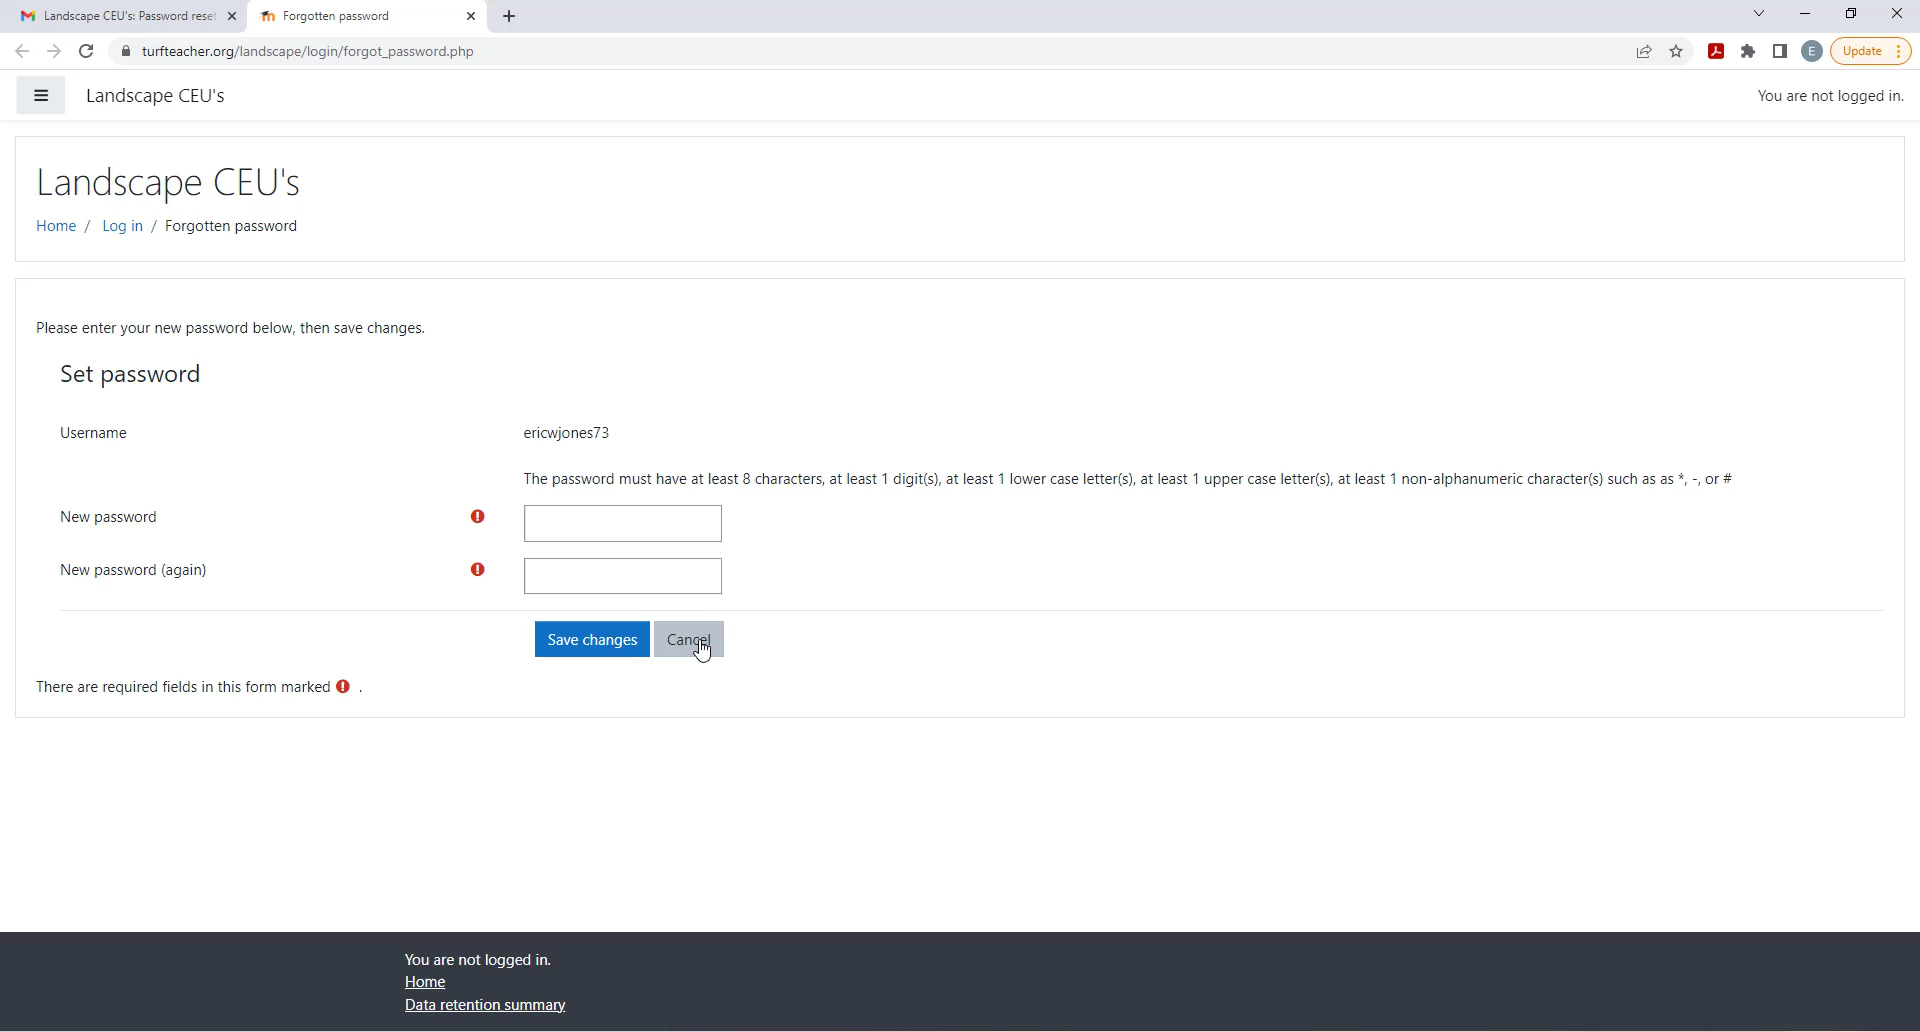 Landscape CEU's: Password reset
Forgotten password
turfteacher.org/landscape/login/forgot_password.php
E
Update
Landscape CEU's
You are not logged in.
Landscape CEU's
Home / Log in / Forgotten password
Please enter your new password below, then save changes.
Set password
Username
ericwjones73
The password must have at least 8 characters, at least 1 digit(s), at least 1 lower case letter(s), at least 1 upper case letter(s), at least 1 non-alphanumeric character(s) such as as *, -, or #
New password
New password (again)
Save changes
Cancel
There are required fields in this form marked .
You are not logged in.
Home
Data retention summary